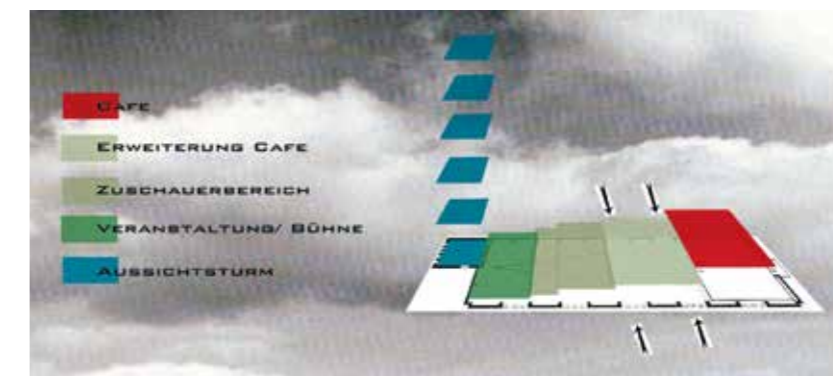 CAFE
ERWEITERUNG CAFE
ZUSCHAUERBEREICH
VERANSTALTUNG/ BÜHNE
AUSSICHTSTURM